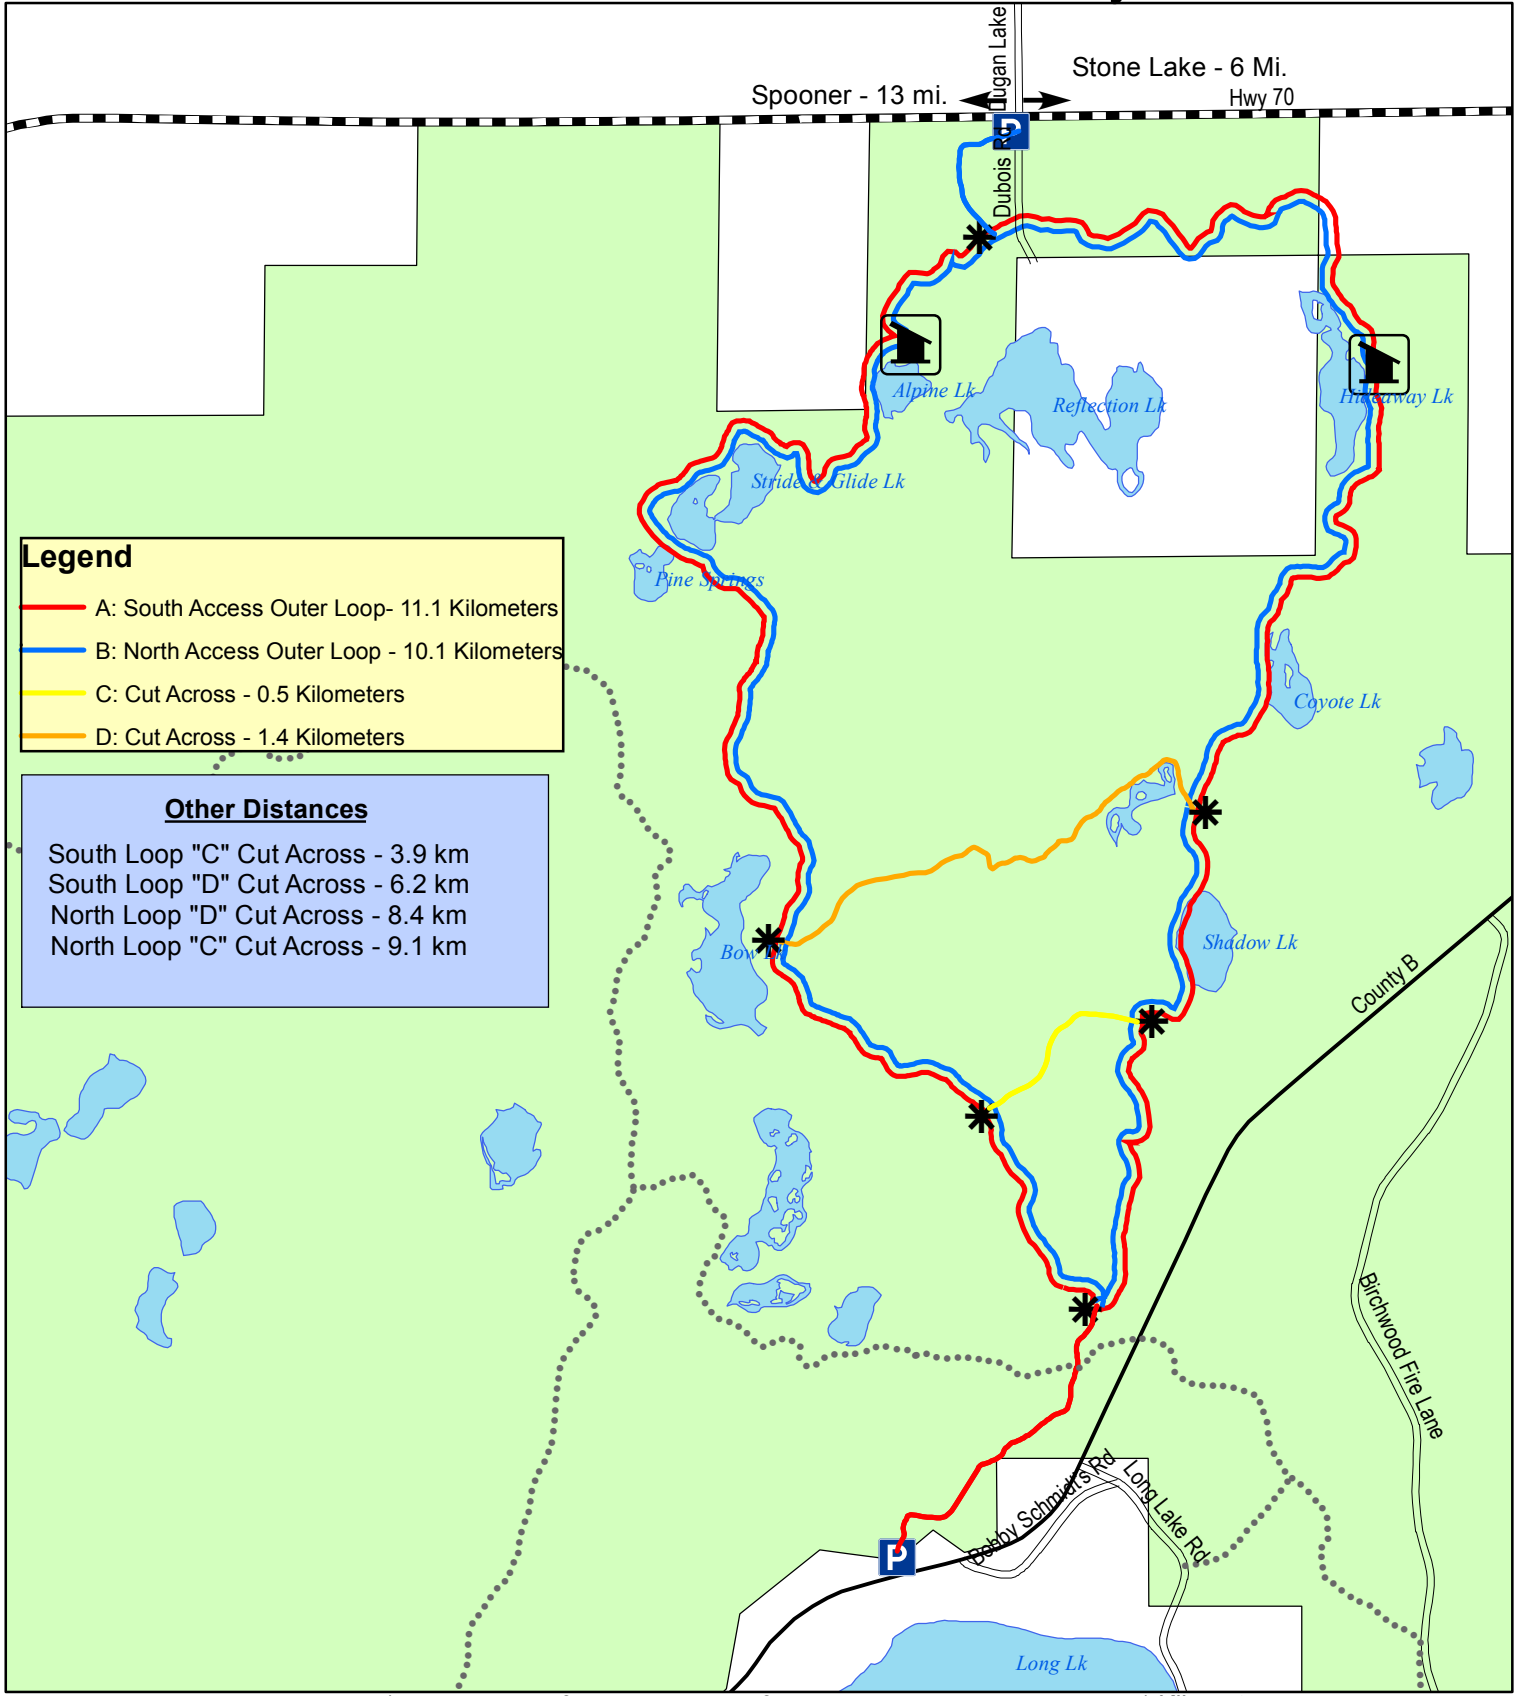 Stone Lake - 6 Mi.
Spooner - 13 mi.
Hwy 70
Dugan Lake
P
Dubois Rd
Alpine Lk
Reflection Lk
Hideaway Lk
Stride & Glide Lk
Pine Springs
Legend
A: South Access Outer Loop- 11.1 Kilometers
B: North Access Outer Loop - 10.1 Kilometers
C: Cut Across - 0.5 Kilometers
D: Cut Across - 1.4 Kilometers
Coyote Lk
Other Distances
South Loop "C" Cut Across - 3.9 km
South Loop "D" Cut Across - 6.2 km
North Loop "D" Cut Across - 8.4 km
North Loop "C" Cut Across - 9.1 km
Bow Lk
Shadow Lk
County B
Birchwood Fire Lane
Bobby Schmidt's Rd
Long Lake Rd
P
Long Lk